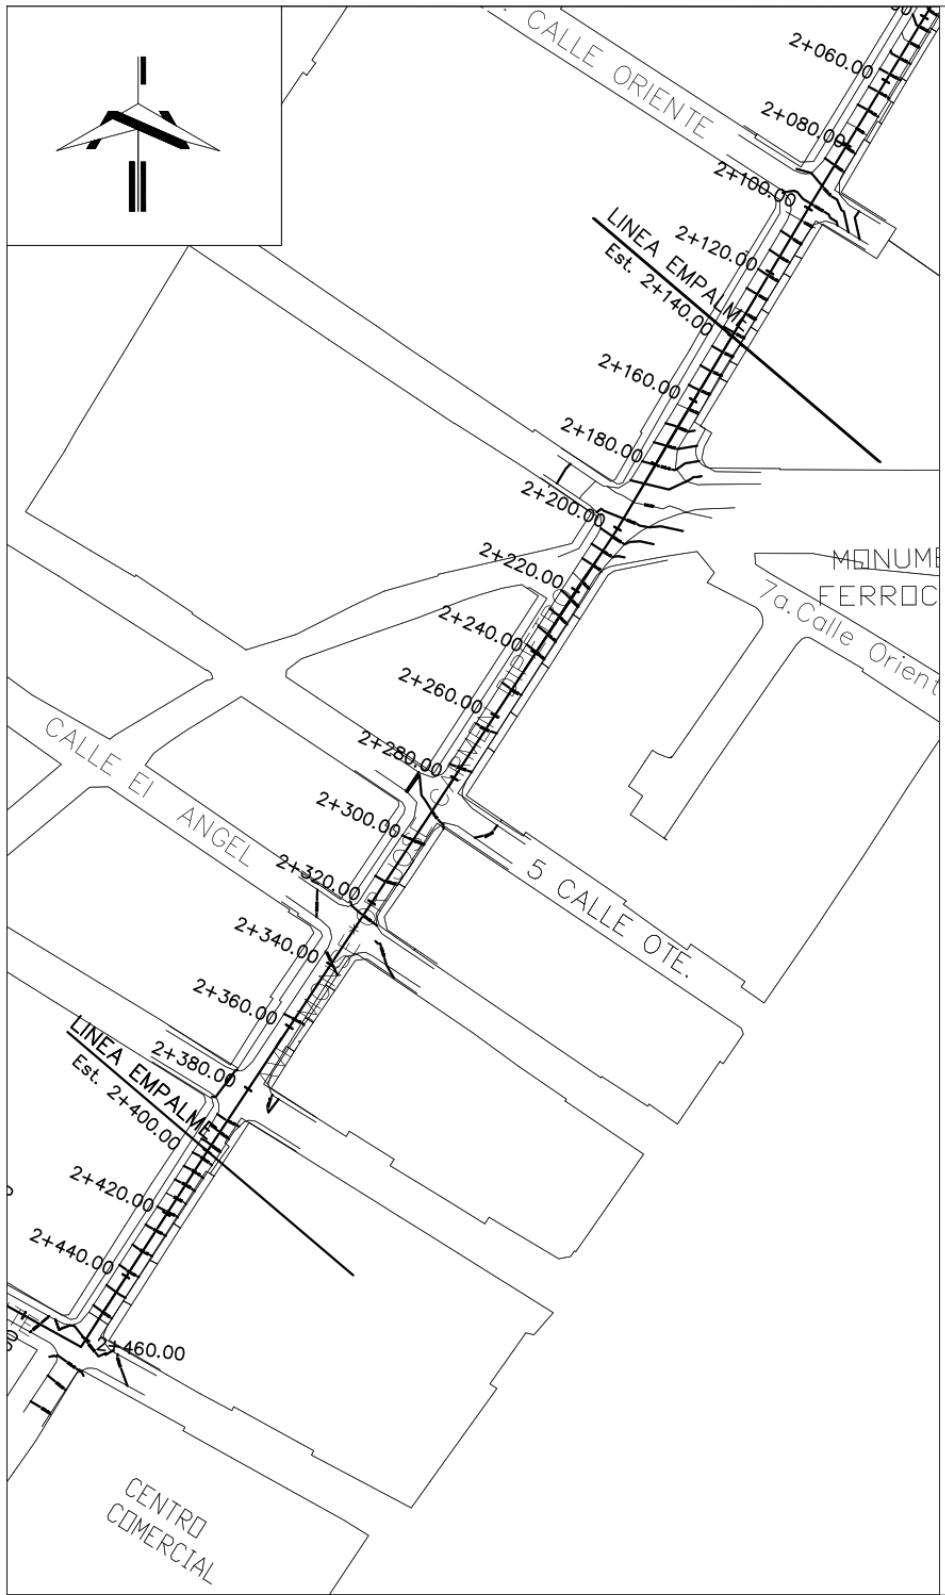 CALLE ORIENTE
2+060.00
2+080.00
2+100.00
2+120.00
LINEA EMPALME
Est. 2+140.00
2+160.00
2+180.00
2+200.00
MONUME
FERROC
2+220.00
7a.Calle Orient
2+240.00
2+260.00
2+280.00
CALLE El ANGEL
2+300.00
5 CALLE OTE.
2+320.00
2+340.00
2+360.00
2+380.00
LINEA EMPALME
Est. 2+400.00
2+420.00
2+440.00
2+460.00
CENTRO
COMERCIAL